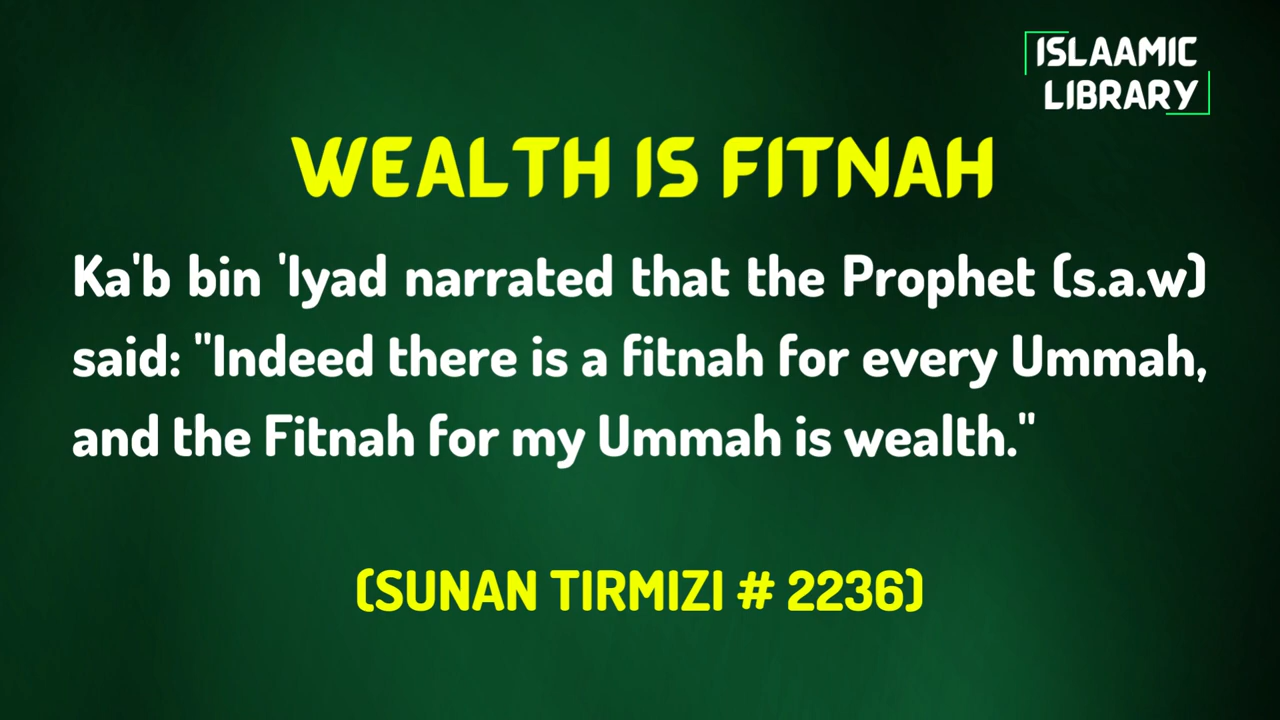 ISLAAMIC
LIBRARY
WEALTH IS FITNAH
Ka'b bin 'Iyad narrated that the Prophet (s.a.w)
said: "Indeed there is a fitnah for every Ummah,
and the Fitnah for my Ummah is wealth."
(SUNAN TIRMIZI # 2236)